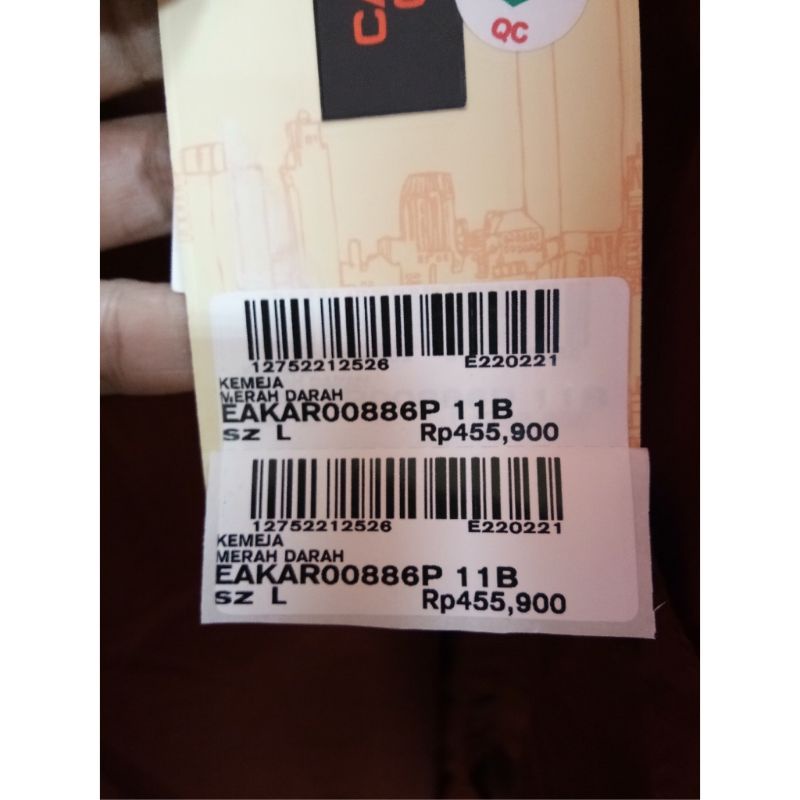 QC
12752212526 E220221
KEMEJA
MERAH DARAH
EAKAR00886P 11B
sz L Rp455,900
12752212526 E220221
KEMEJA
MERAH DARAH
EAKAR00886P 11B
sz L Rp455,900